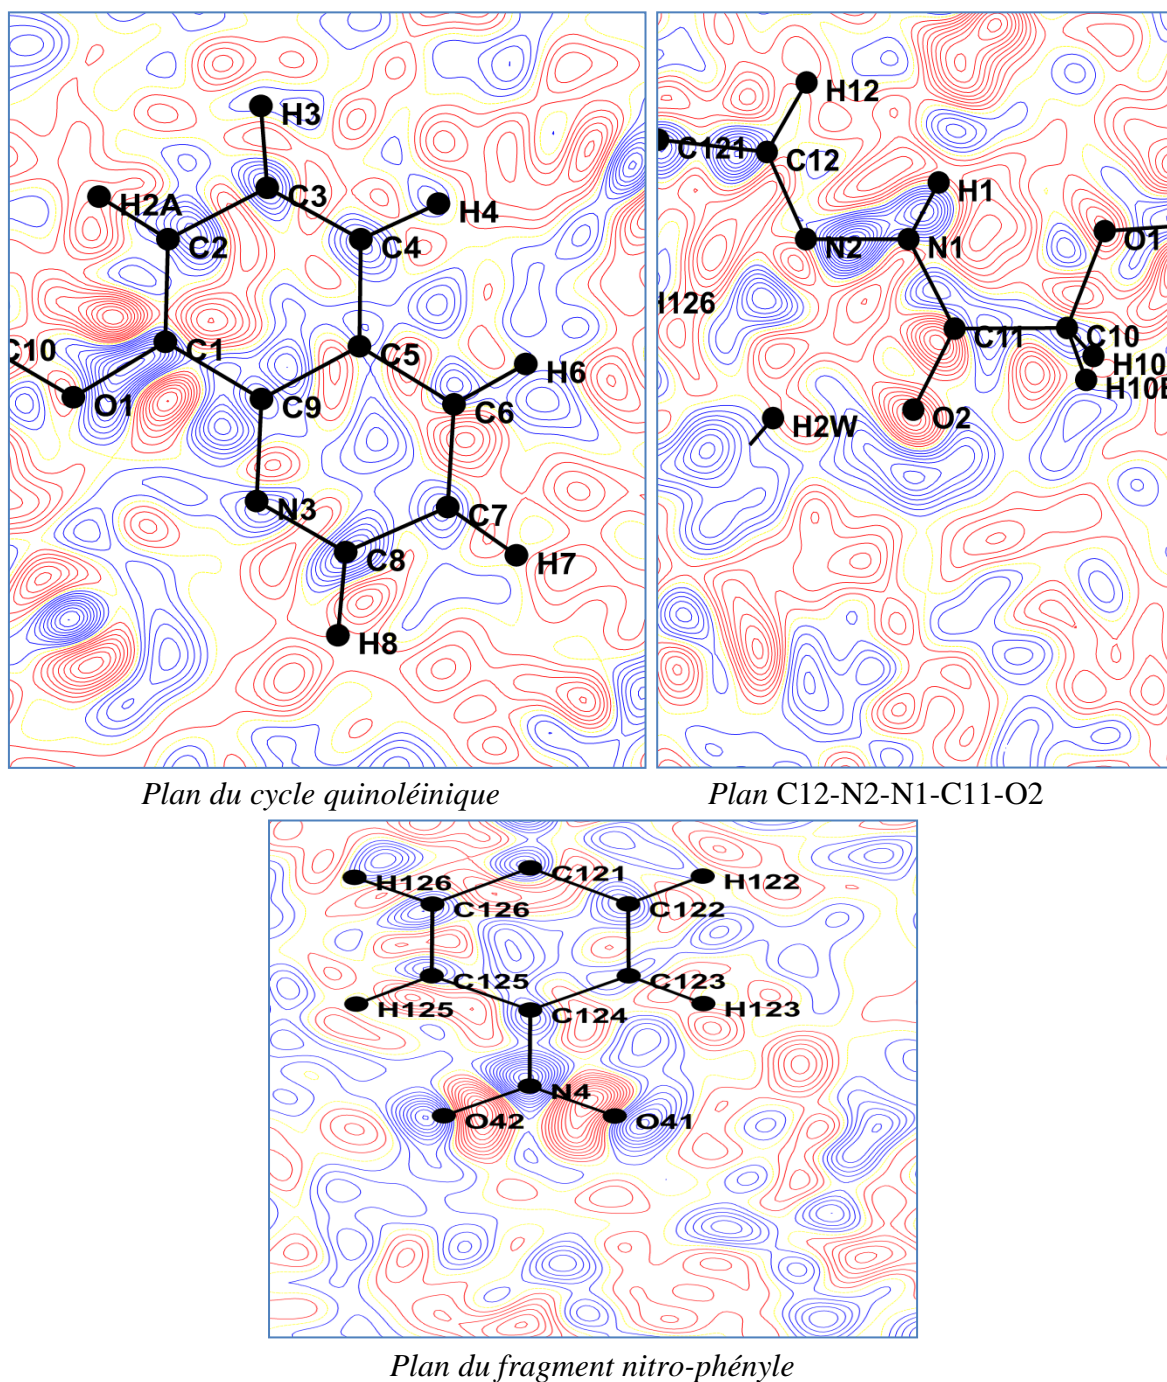 H3
C3
H2A
H4
C2
C4
C10
C1
C5
H6
O1
C9
C6
N3
C7
C8
H7
H8
H12
C121
C12
H1
N2
N1
O1
H126
C11
C10
H10
H10B
O2
H2W
Plan du cycle quinoléinique
Plan C12-N2-N1-C11-O2
C121
H126
H122
C126
C122
C125
C123
H125
H123
C124
N4
O42
O41
Plan du fragment nitro-phényle